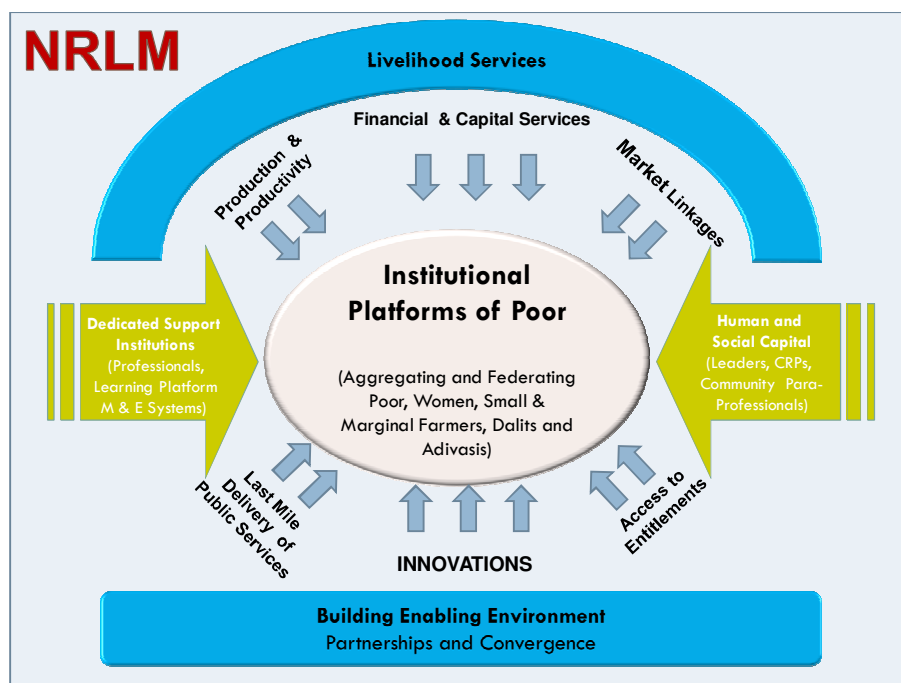 NRLM
Livelihood Services
Financial & Capital Services
Production &
Productivity
Market Linkages
Institutional
Platforms of Poor
(Aggregating and Federating
Poor, Women, Small &
Marginal Farmers, Dalits and
Adivasis)
Dedicated Support
Institutions
(Professionals,
Learning Platform
M & E Systems)
Human and
Social Capital
(Leaders, CRPs,
Community Para-
Professionals)
Last Mile
Delivery of
Public Services
INNOVATIONS
Access to
Entitlements
Building Enabling Environment
Partnerships and Convergence